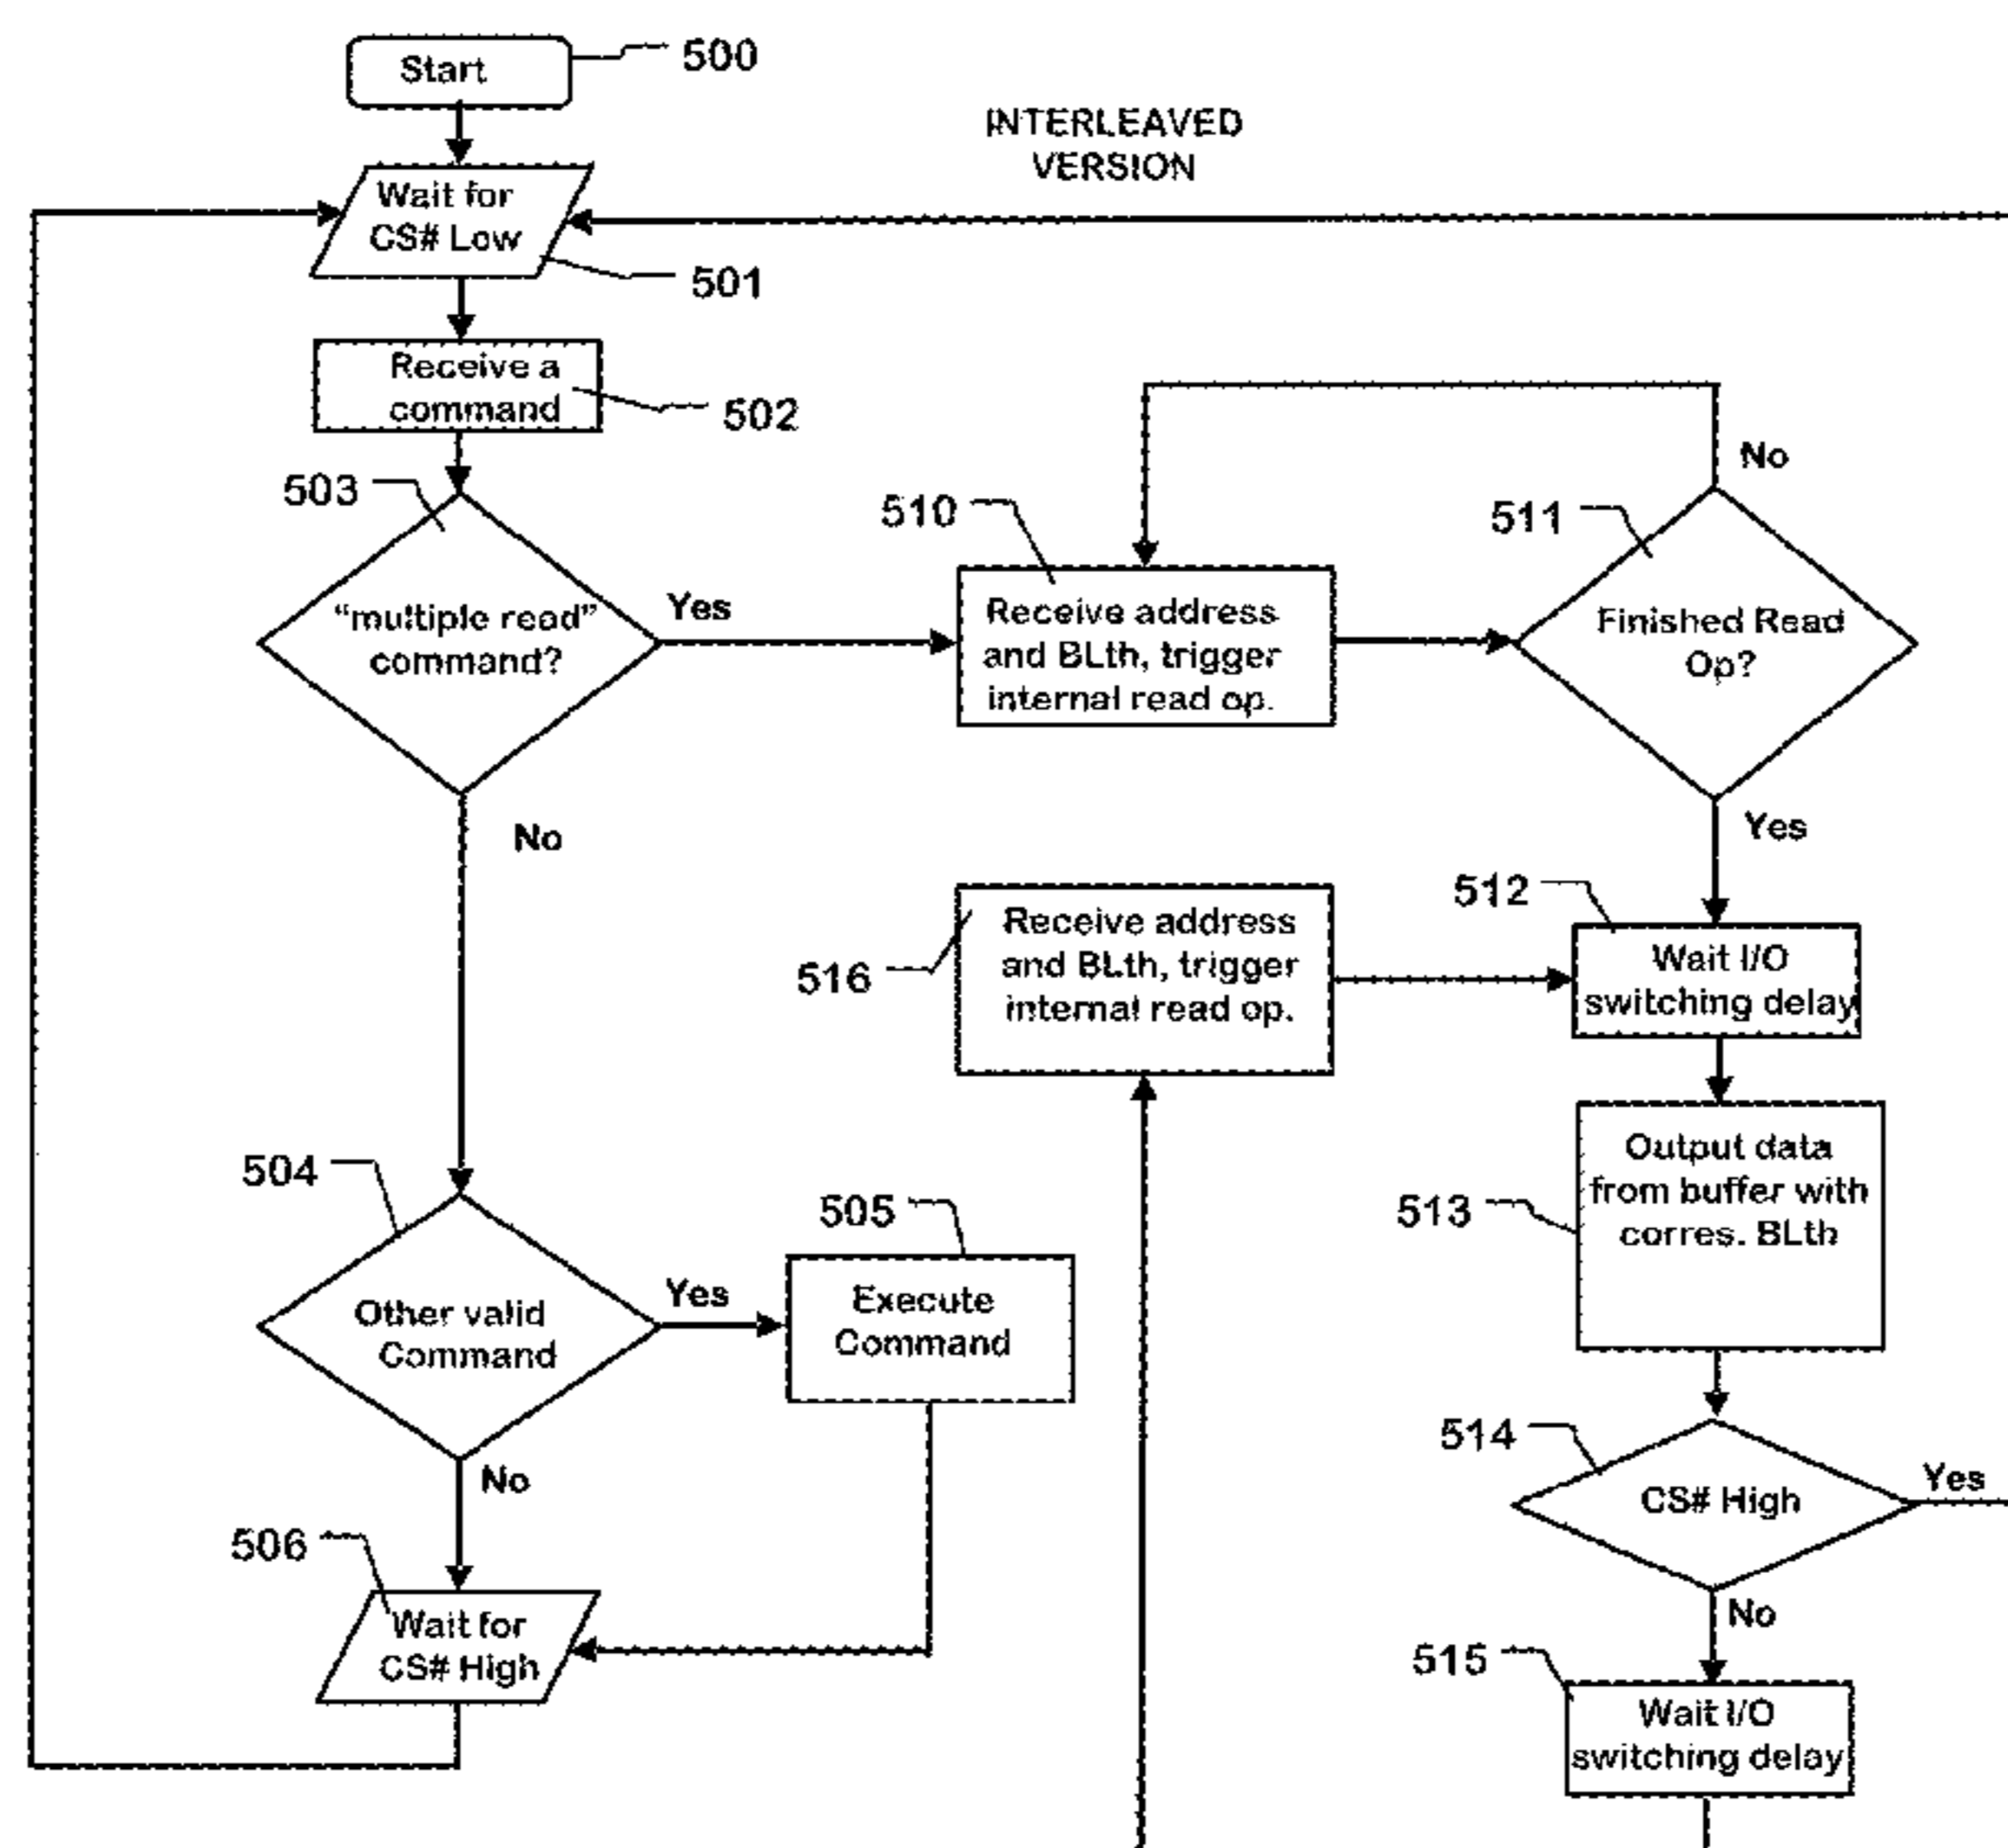 Start
500
INTERLEAVED
VERSION
Wait for
CS# Low
501
Receive a
command
502
503
"multiple read"
command?
Yes
No
510
Receive address
and BLth, trigger
internal read op.
511
Finished Read
Op?
No
Yes
512
Wait I/O
switching delay
516
Receive address
and BLth, trigger
internal read op.
513
Output data
from buffer with
corres. BLth
504
Other valid
Command
Yes
505
Execute
Command
No
514
CS# High
Yes
No
506
Wait for
CS# High
515
Wait I/O
switching delay